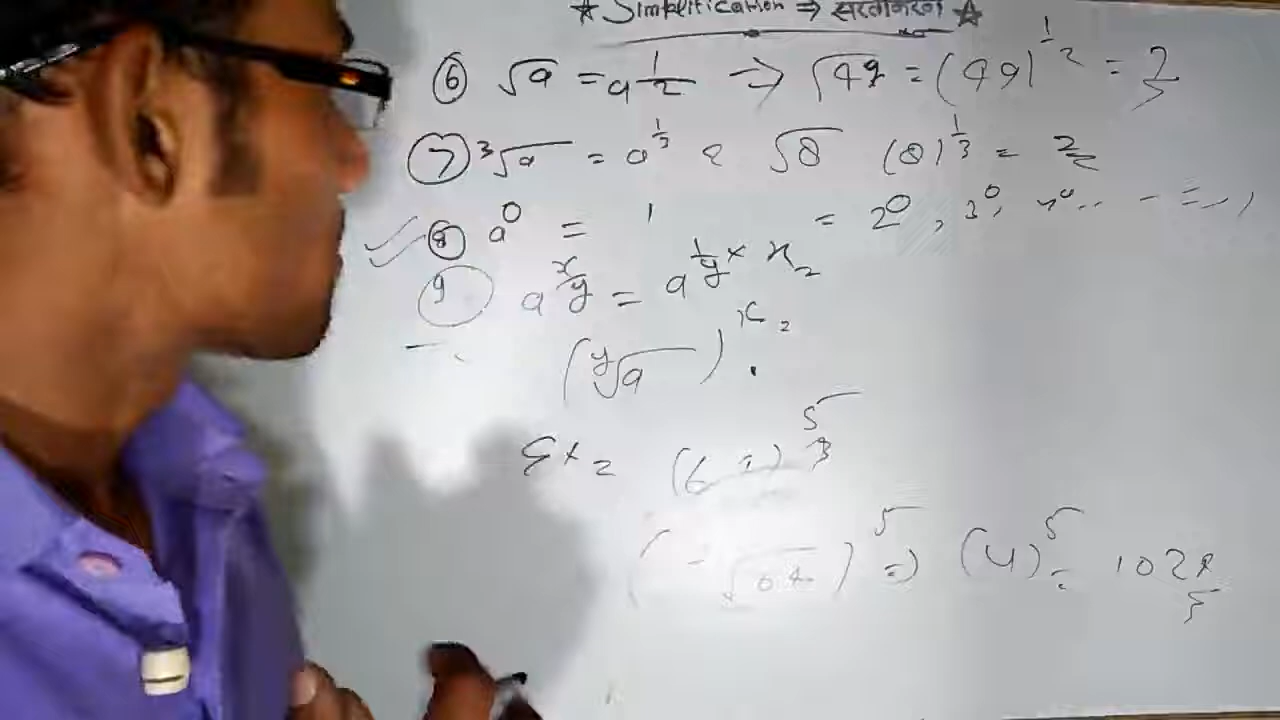 ☆ Simplification ⇒ सरलीकरण ☆
⑥ √a = a^1/2 → √49 = (49)^1/2 = 7
⑦ ³√a = a^1/3 √8 (8)^1/3 = 2
⑧ a^0 = 1 = 2^0, 3^0, 4^0.. - = 1
⑨ a^x/y = a^1/y × x
(y√a)^x
Ex = (64)^5/3
(√64)^5 ⇒ (4)^5 = 1024